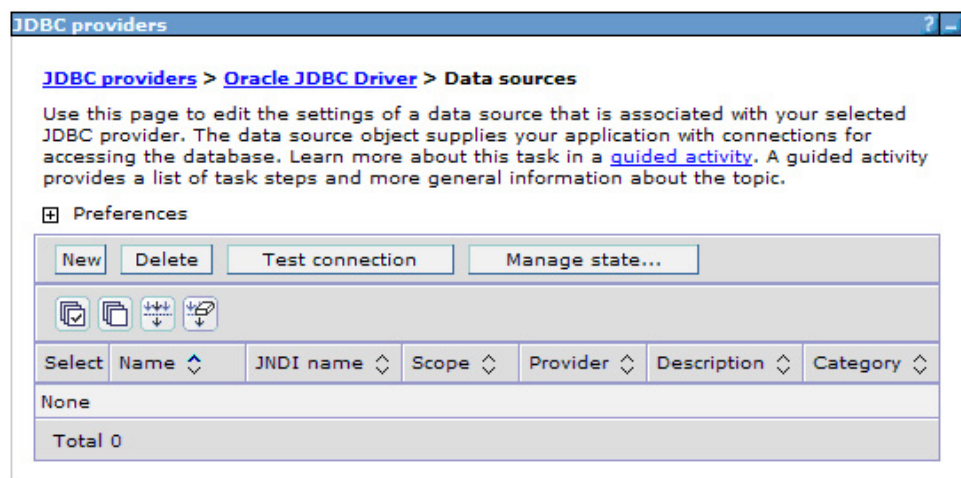 JDBC providers ? –
JDBC providers > Oracle JDBC Driver > Data sources
Use this page to edit the settings of a data source that is associated with your selected
JDBC provider. The data source object supplies your application with connections for
accessing the database. Learn more about this task in a guided activity. A guided activity
provides a list of task steps and more general information about the topic.
Preferences
New Delete Test connection Manage state...
Select Name JNDI name Scope Provider Description Category
None
Total 0